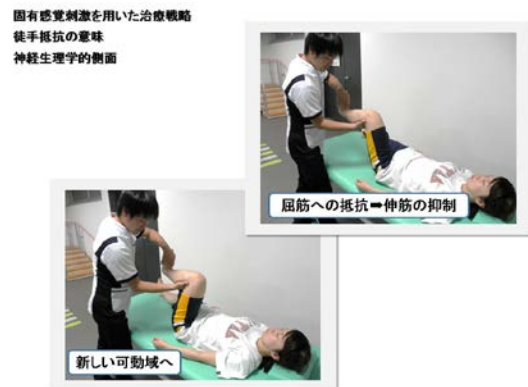 固有感覚刺激を用いた治療戦略
徒手抵抗の意味
神経生理学的側面
屈筋への抵抗➡伸筋の抑制
新しい可動域へ